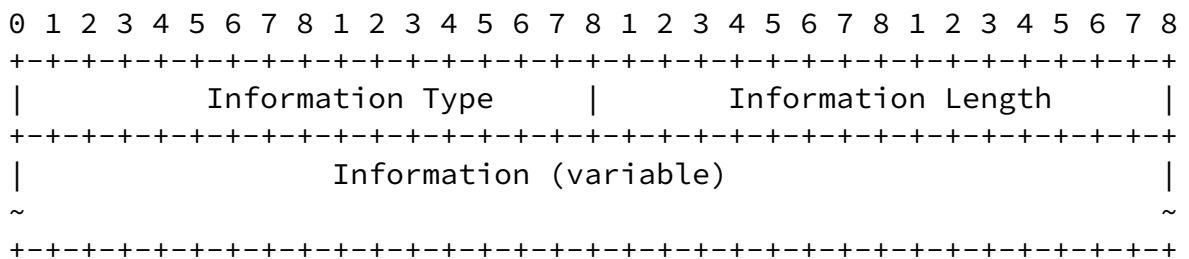 0 1 2 3 4 5 6 7 8 1 2 3 4 5 6 7 8 1 2 3 4 5 6 7 8 1 2 3 4 5 6 7 8
+-+-+-+-+-+-+-+-+-+-+-+-+-+-+-+-+-+-+-+-+-+-+-+-+-+-+-+-+-+-+-+-+
|          Information Type     |       Information Length      |
+-+-+-+-+-+-+-+-+-+-+-+-+-+-+-+-+-+-+-+-+-+-+-+-+-+-+-+-+-+-+-+-+
|                 Information (variable)                        |
~                                                               ~
+-+-+-+-+-+-+-+-+-+-+-+-+-+-+-+-+-+-+-+-+-+-+-+-+-+-+-+-+-+-+-+-+